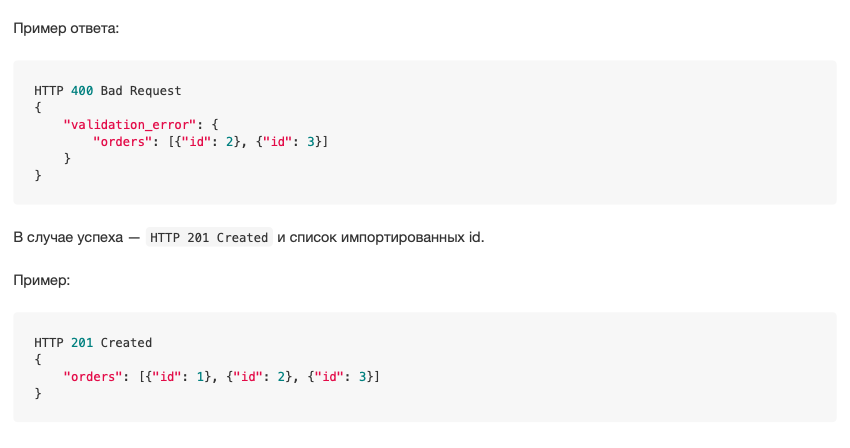 Пример ответа:
HTTP 400 Bad Request
{
    "validation_error": {
        "orders": [{"id": 2}, {"id": 3}]
    }
}
В случае успеха — HTTP 201 Created и список импортированных id.
Пример:
HTTP 201 Created
{
    "orders": [{"id": 1}, {"id": 2}, {"id": 3}]
}